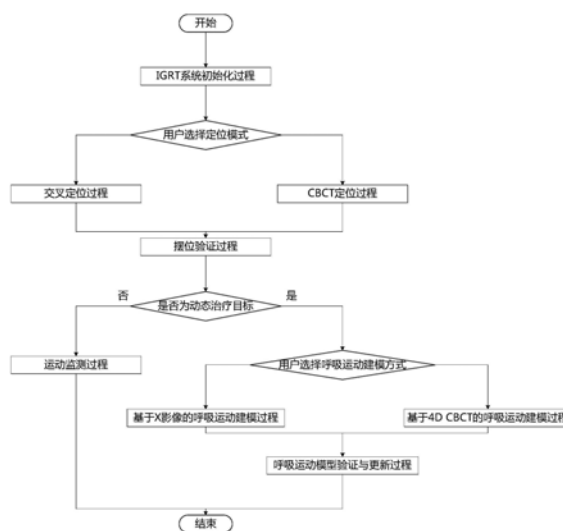 开始
IGRT系统初始化过程
用户选择定位模式
交叉定位过程
CBCT定位过程
摆位验证过程
否
是否为动态治疗目标
是
运动监测过程
用户选择呼吸运动建模方式
基于X影像的呼吸运动建模过程
基于4D CBCT的呼吸运动建模过程
呼吸运动模型验证与更新过程
结束